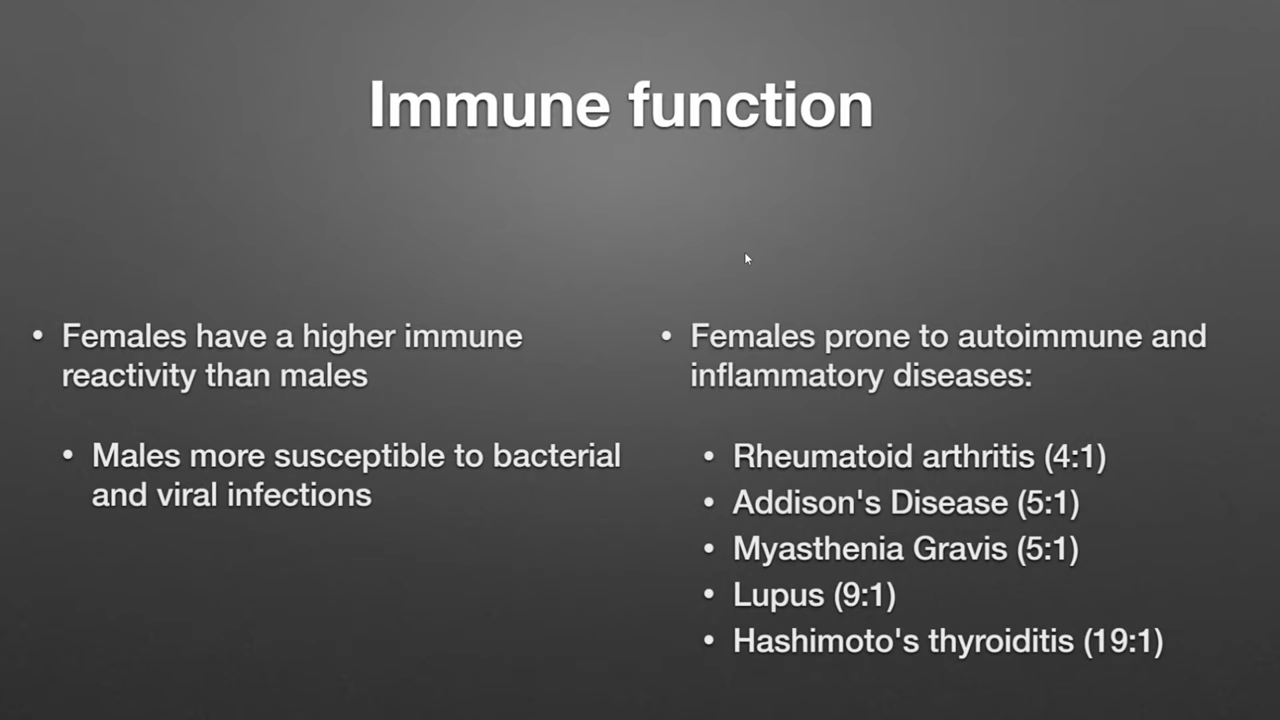 Immune function
• Females have a higher immune
reactivity than males
• Males more susceptible to bacterial
and viral infections
• Females prone to autoimmune and
inflammatory diseases:
• Rheumatoid arthritis (4:1)
• Addison's Disease (5:1)
• Myasthenia Gravis (5:1)
• Lupus (9:1)
• Hashimoto's thyroiditis (19:1)